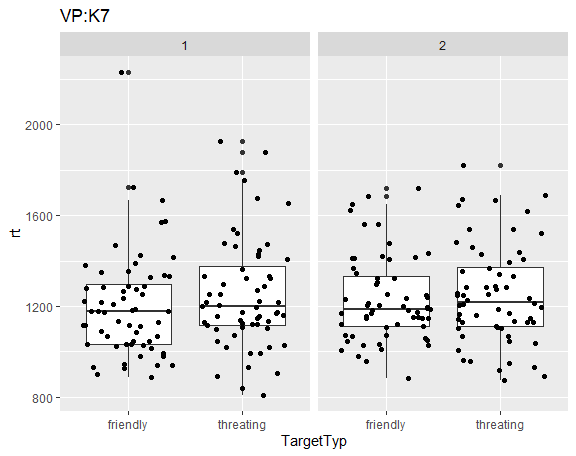 VP:K7
1 2
2000
1600
1200
800
rt
friendly threating friendly threating
TargetTyp